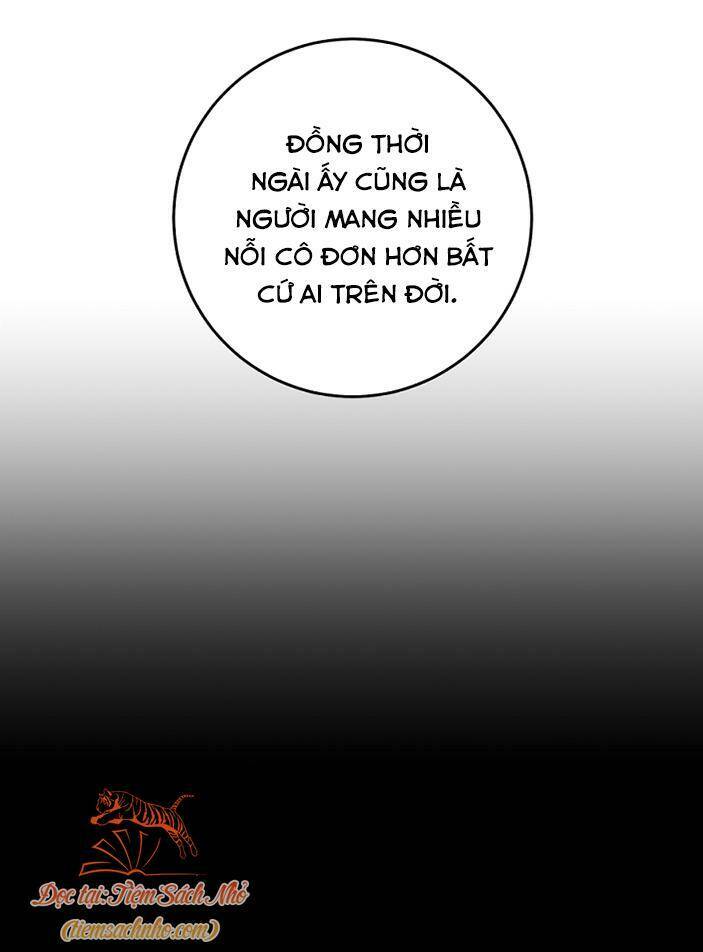 ĐỒNG THỜI
NGÀI ẤY CŨNG LÀ
NGƯỜI MANG NHIỀU
NỖI CÔ ĐƠN HƠN BẤT
CỨ AI TRÊN ĐỜI.
Đọc tại: Tiệm Sách Nhỏ
(tiemsachnho.com)